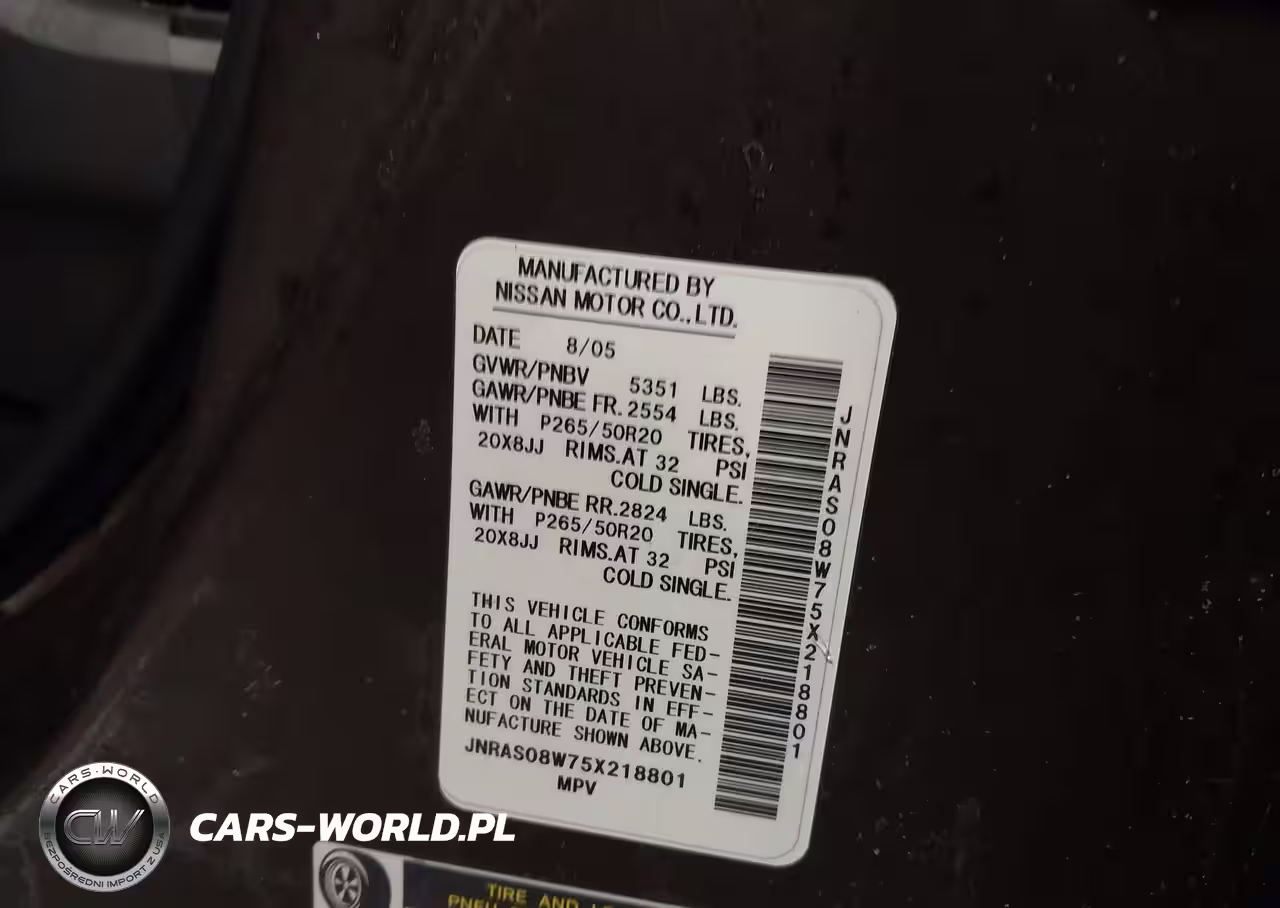 MANUFACTURED BY
NISSAN MOTOR CO.,LTD.
DATE 8/05
GVWR/PNBV 5351 LBS.
GAWR/PNBE FR. 2554 LBS.
WITH P265/50R20 TIRES,
20X8JJ RIMS.AT 32 PSI
COLD SINGLE.
GAWR/PNBE RR. 2824 LBS.
WITH P265/50R20 TIRES,
20X8JJ RIMS.AT 32 PSI
COLD SINGLE.
THIS VEHICLE CONFORMS
TO ALL APPLICABLE FED-
ERAL MOTOR VEHICLE SA-
FETY AND THEFT PREVEN-
TION STANDARDS IN EFF-
ECT ON THE DATE OF MA-
NUFACTURE SHOWN ABOVE.
JNRAS08W75X218801
MPV
JNRAS08W75X218801
CARS-WORLD
CW
BEZPOŚREDNI IMPORT Z USA
CARS-WORLD.PL
TIRE AND